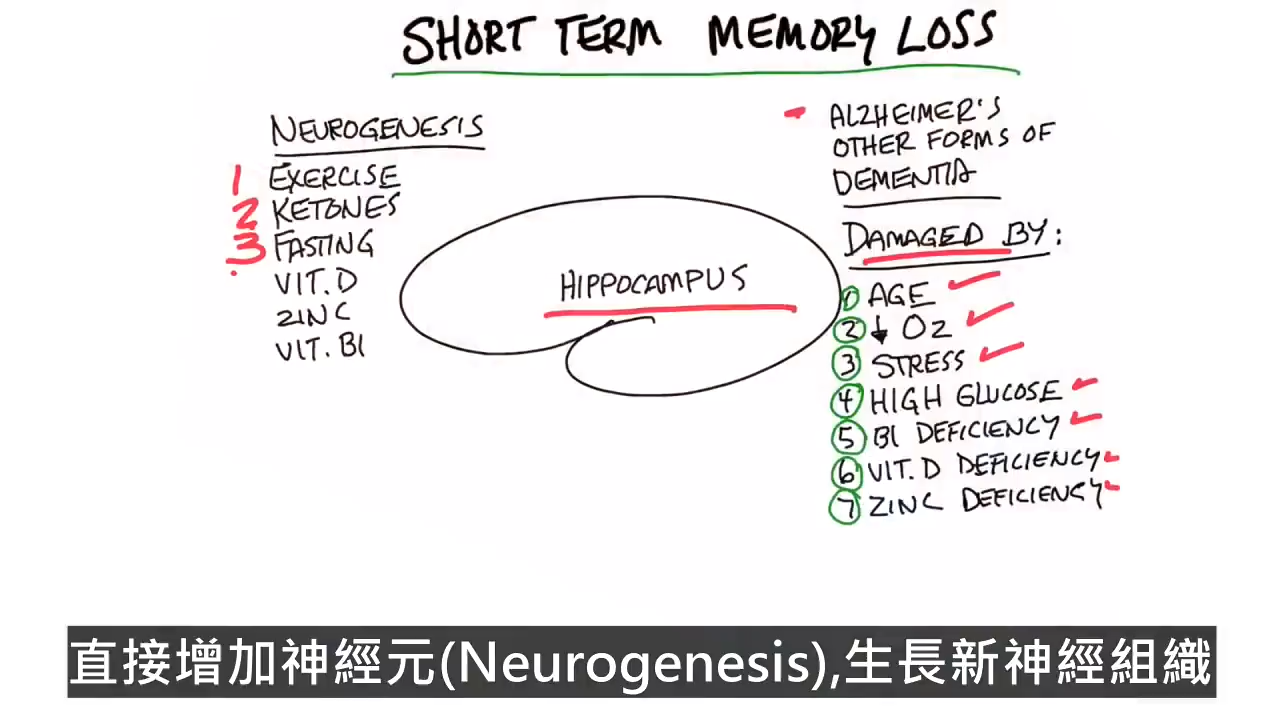 SHORT TERM MEMORY LOSS
NEUROGENESIS
1 EXERCISE
2 KETONES
3 FASTING
VIT. D
ZINC
VIT. B1
HIPPOCAMPUS
ALZHEIMER'S
OTHER FORMS OF
DEMENTIA
DAMAGED BY:
1 AGE
2 ↓ O2
3 STRESS
4 HIGH GLUCOSE
5 B1 DEFICIENCY
6 VIT. D DEFICIENCY
7 ZINC DEFICIENCY
直接增加神經元(Neurogenesis),生長新神經組織